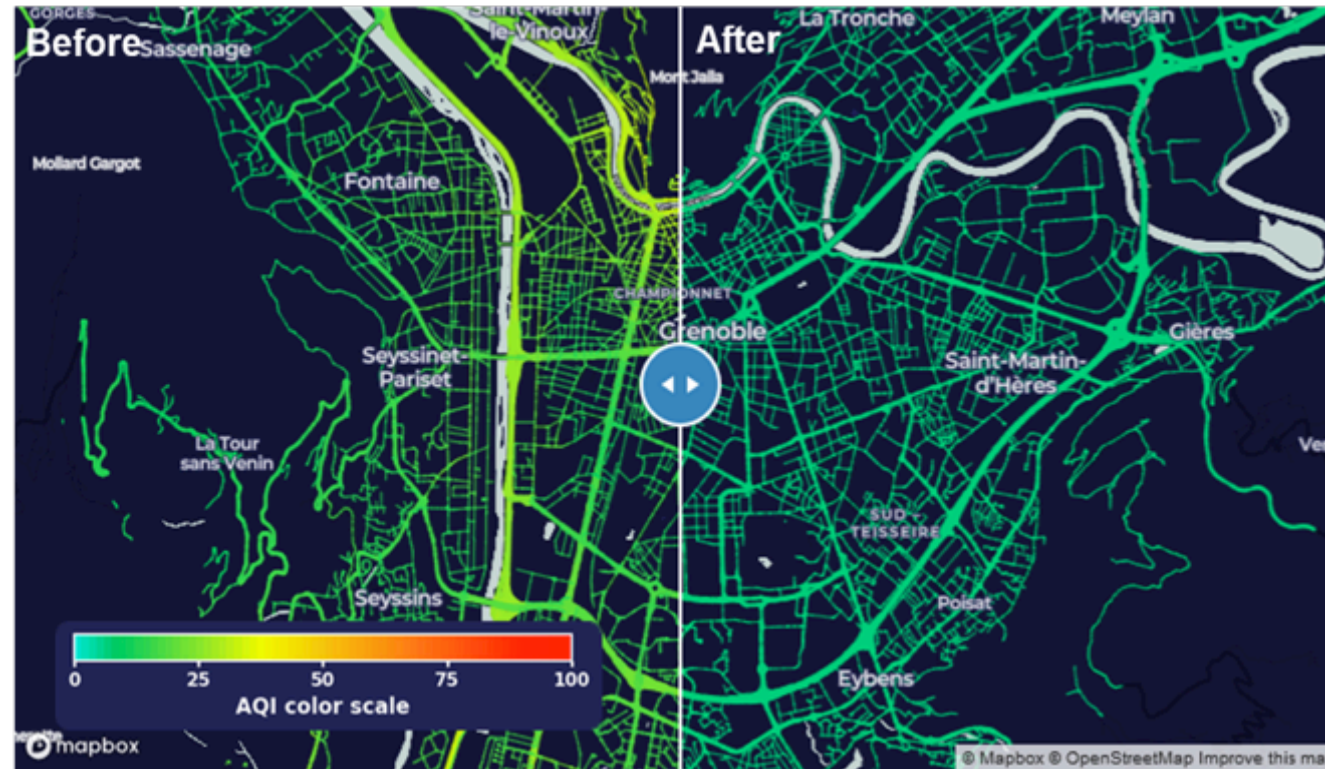 GORGES
Before
Sassenage
Saint-Martin-
le-Vinoux
After
La Tronche
Meylan
Mont Jalla
Mollard Gargot
Fontaine
CHAMPIONNET
Grenoble
Seyssinet-
Pariset
Saint-Martin-
d'Hères
Gières
La Tour
sans Venin
Ven
SUD -
TEISSEIRE
Seyssins
Poisat
Eybens
0 25 50 75 100
AQI color scale
mapbox
© Mapbox © OpenStreetMap Improve this ma